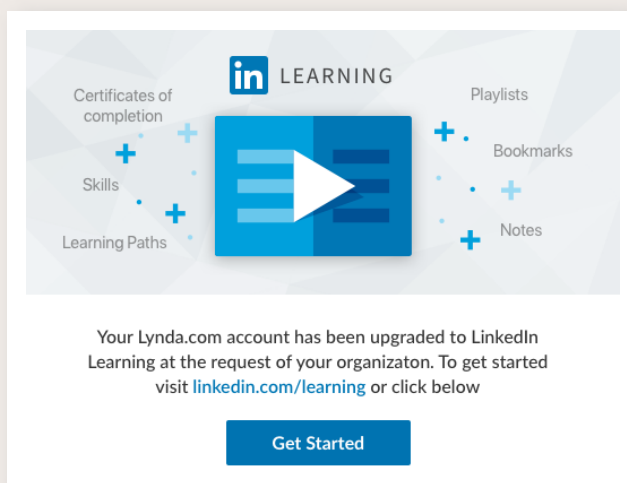 in LEARNING
Certificates of
completion
Skills
Learning Paths
Playlists
Bookmarks
Notes
Your Lynda.com account has been upgraded to LinkedIn
Learning at the request of your organizaton. To get started
visit linkedin.com/learning or click below
Get Started